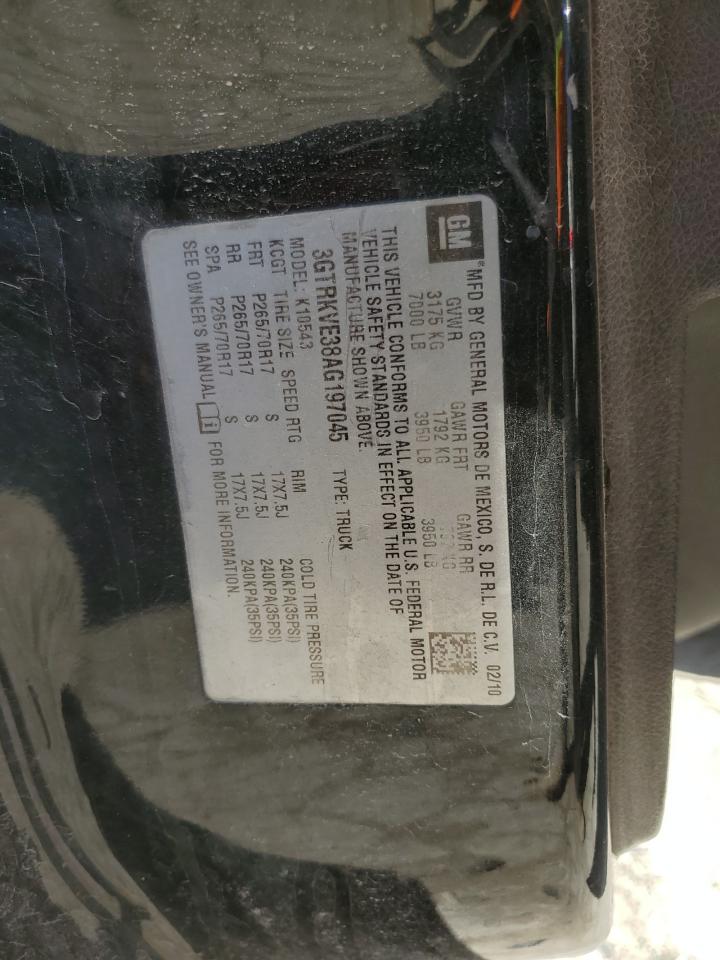 GM ® MFD BY GENERAL MOTORS DE MEXICO, S. DE R.L. DE C.V. 02/10
GVWR GAWR FRT GAWR RR
3175 KG 1792 KG KG
7000 LB 3950 LB 3950 LB
THIS VEHICLE CONFORMS TO ALL APPLICABLE U.S. FEDERAL MOTOR
VEHICLE SAFETY STANDARDS IN EFFECT ON THE DATE OF
MANUFACTURE SHOWN ABOVE.
3GTRKVE38AG197045 TYPE: TRUCK
MODEL: K10543
KCGT TIRE SIZE SPEED RTG RIM COLD TIRE PRESSURE
FRT P265/70R17 S 17X7.5J 240KPA(35PSI)
RR P265/70R17 S 17X7.5J 240KPA(35PSI)
SPA P265/70R17 S 17X7.5J 240KPA(35PSI)
SEE OWNER'S MANUAL i FOR MORE INFORMATION.